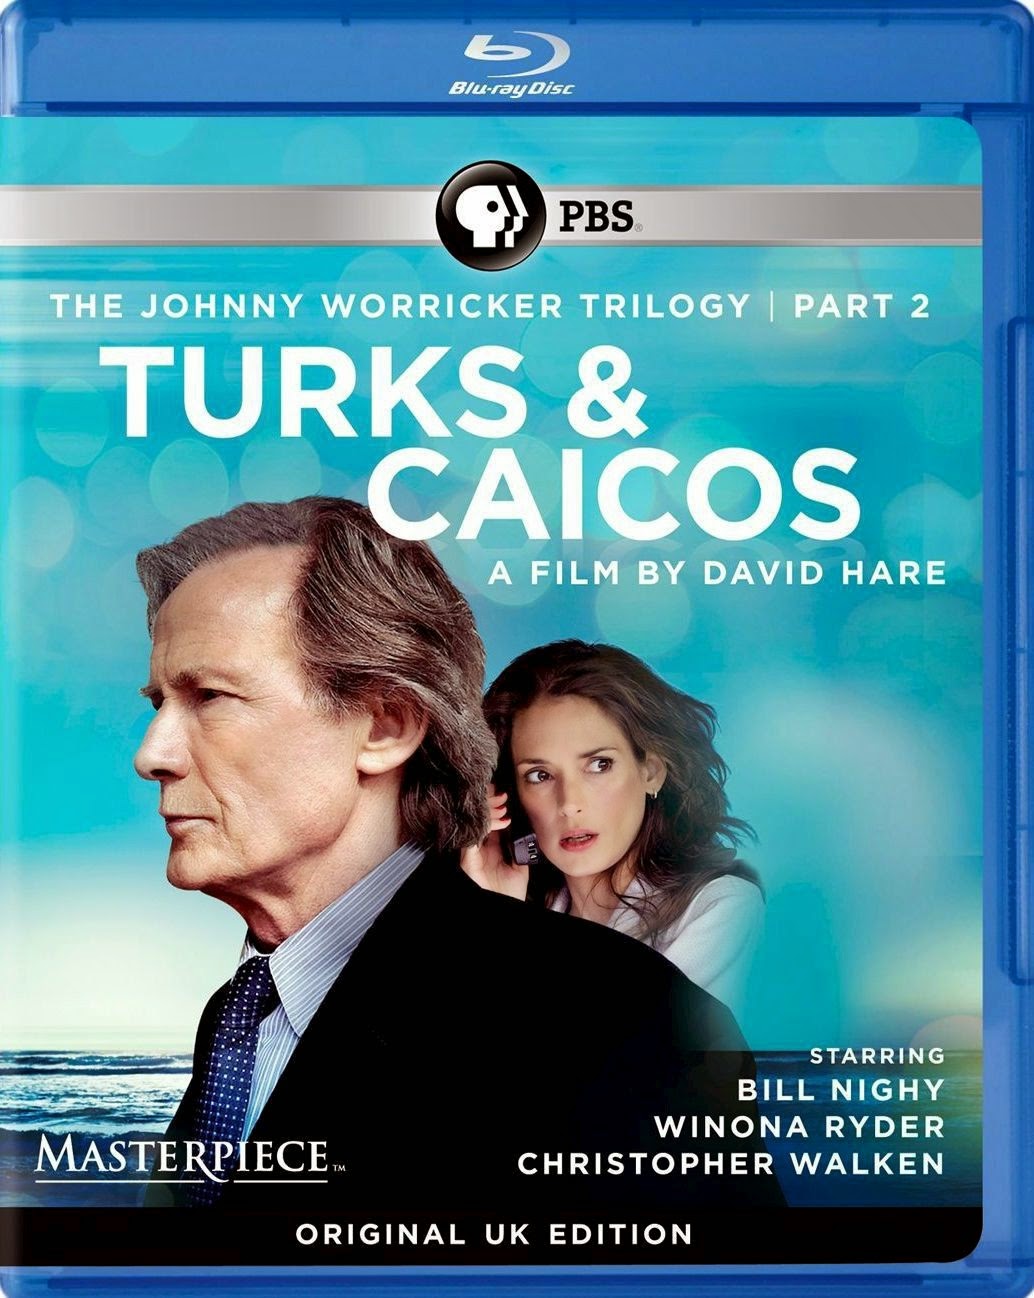 Blu-ray Disc
PBS®
THE JOHNNY WORRICKER TRILOGY | PART 2
TURKS &
CAICOS
A FILM BY DAVID HARE
STARRING
BILL NIGHY
WINONA RYDER
CHRISTOPHER WALKEN
MASTERPIECE™
ORIGINAL UK EDITION